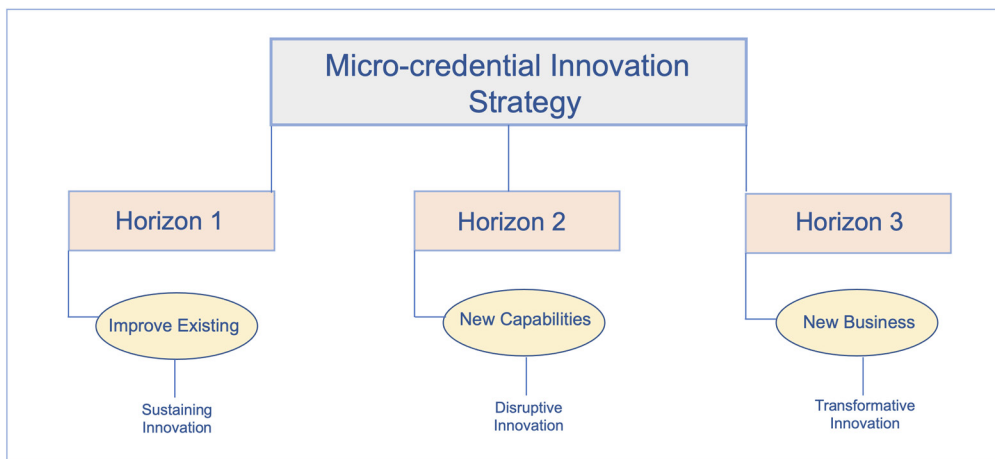 Micro-credential Innovation
Strategy
Horizon 1
Horizon 2
Horizon 3
Improve Existing
New Capabilities
New Business
Sustaining
Innovation
Disruptive
Innovation
Transformative
Innovation